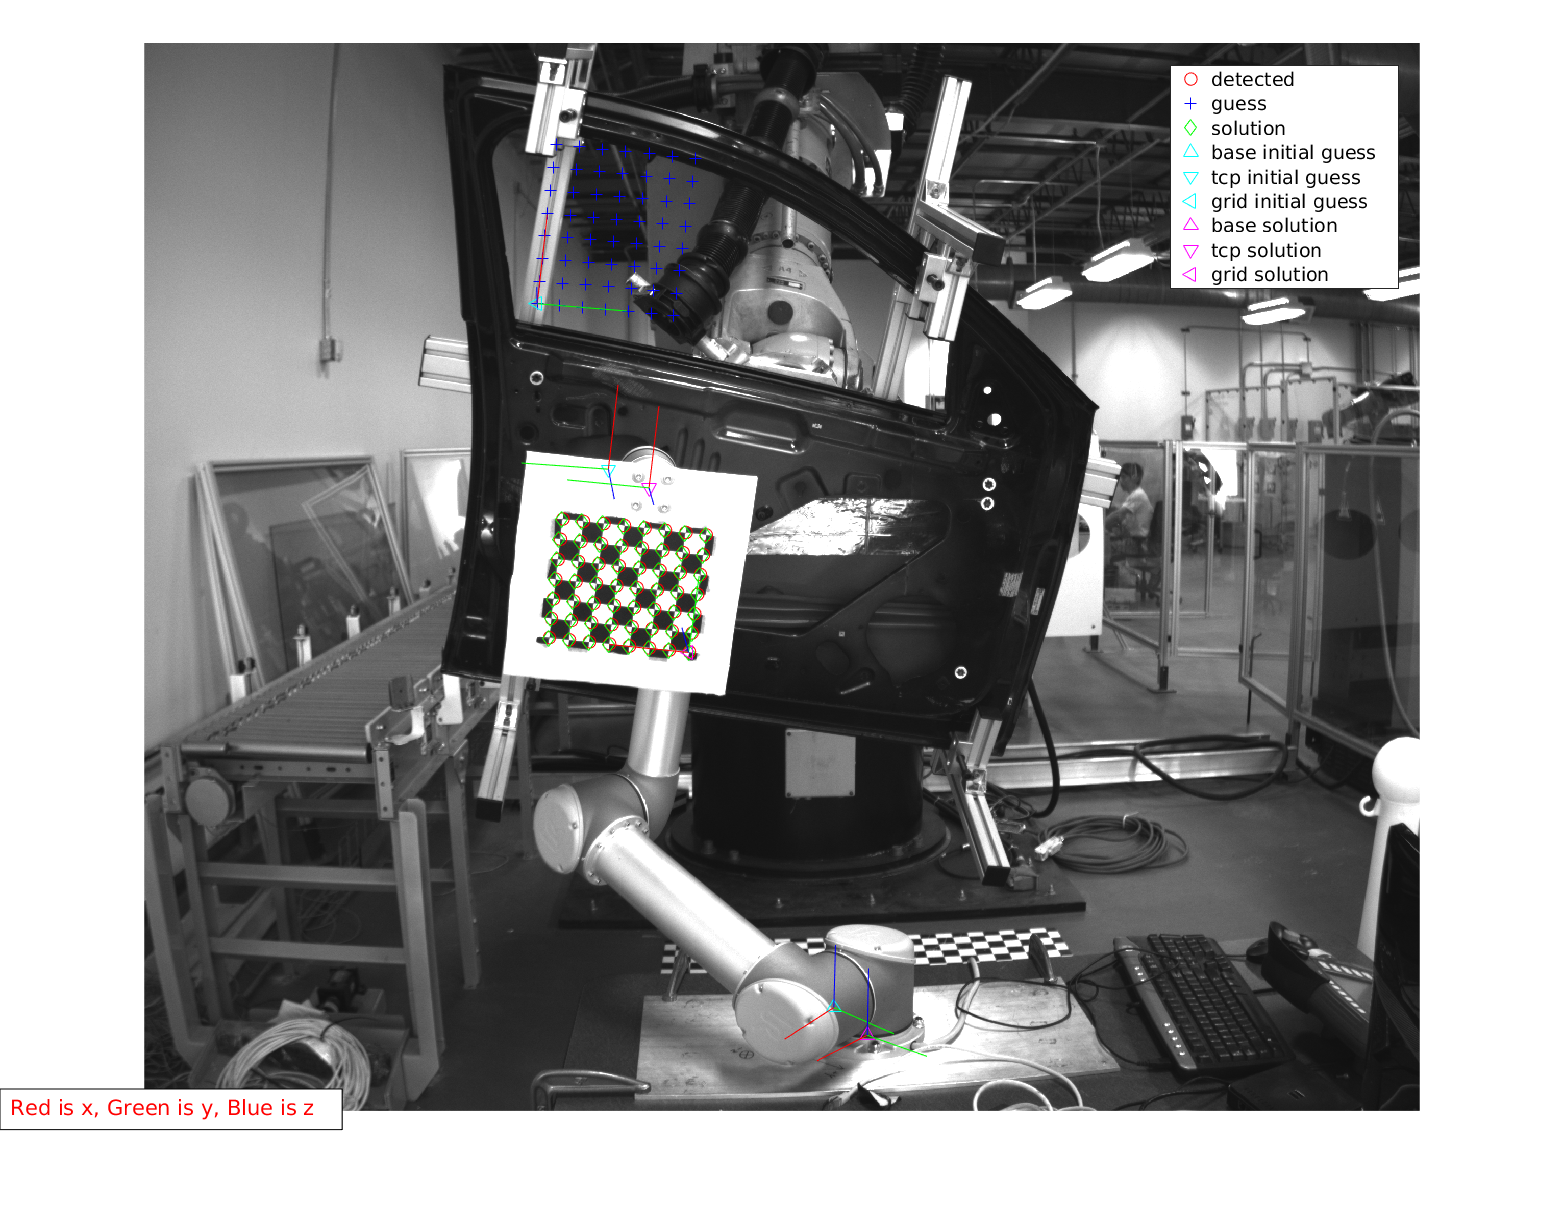 detected
guess
solution
base initial guess
tcp initial guess
grid initial guess
base solution
tcp solution
grid solution
Red is x, Green is y, Blue is z